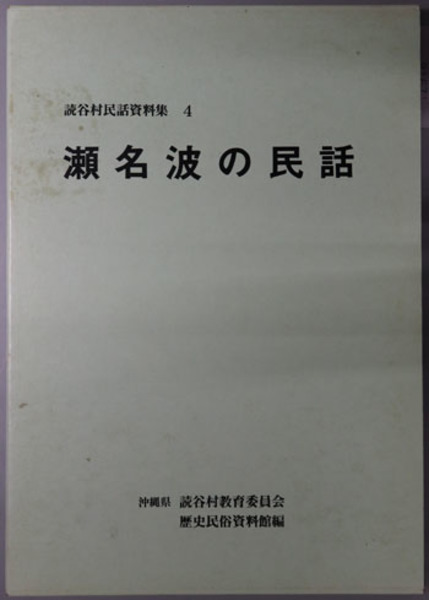 読谷村民話資料集 4
瀬名波の民話
沖縄県 読谷村教育委員会
歴史民俗資料館編